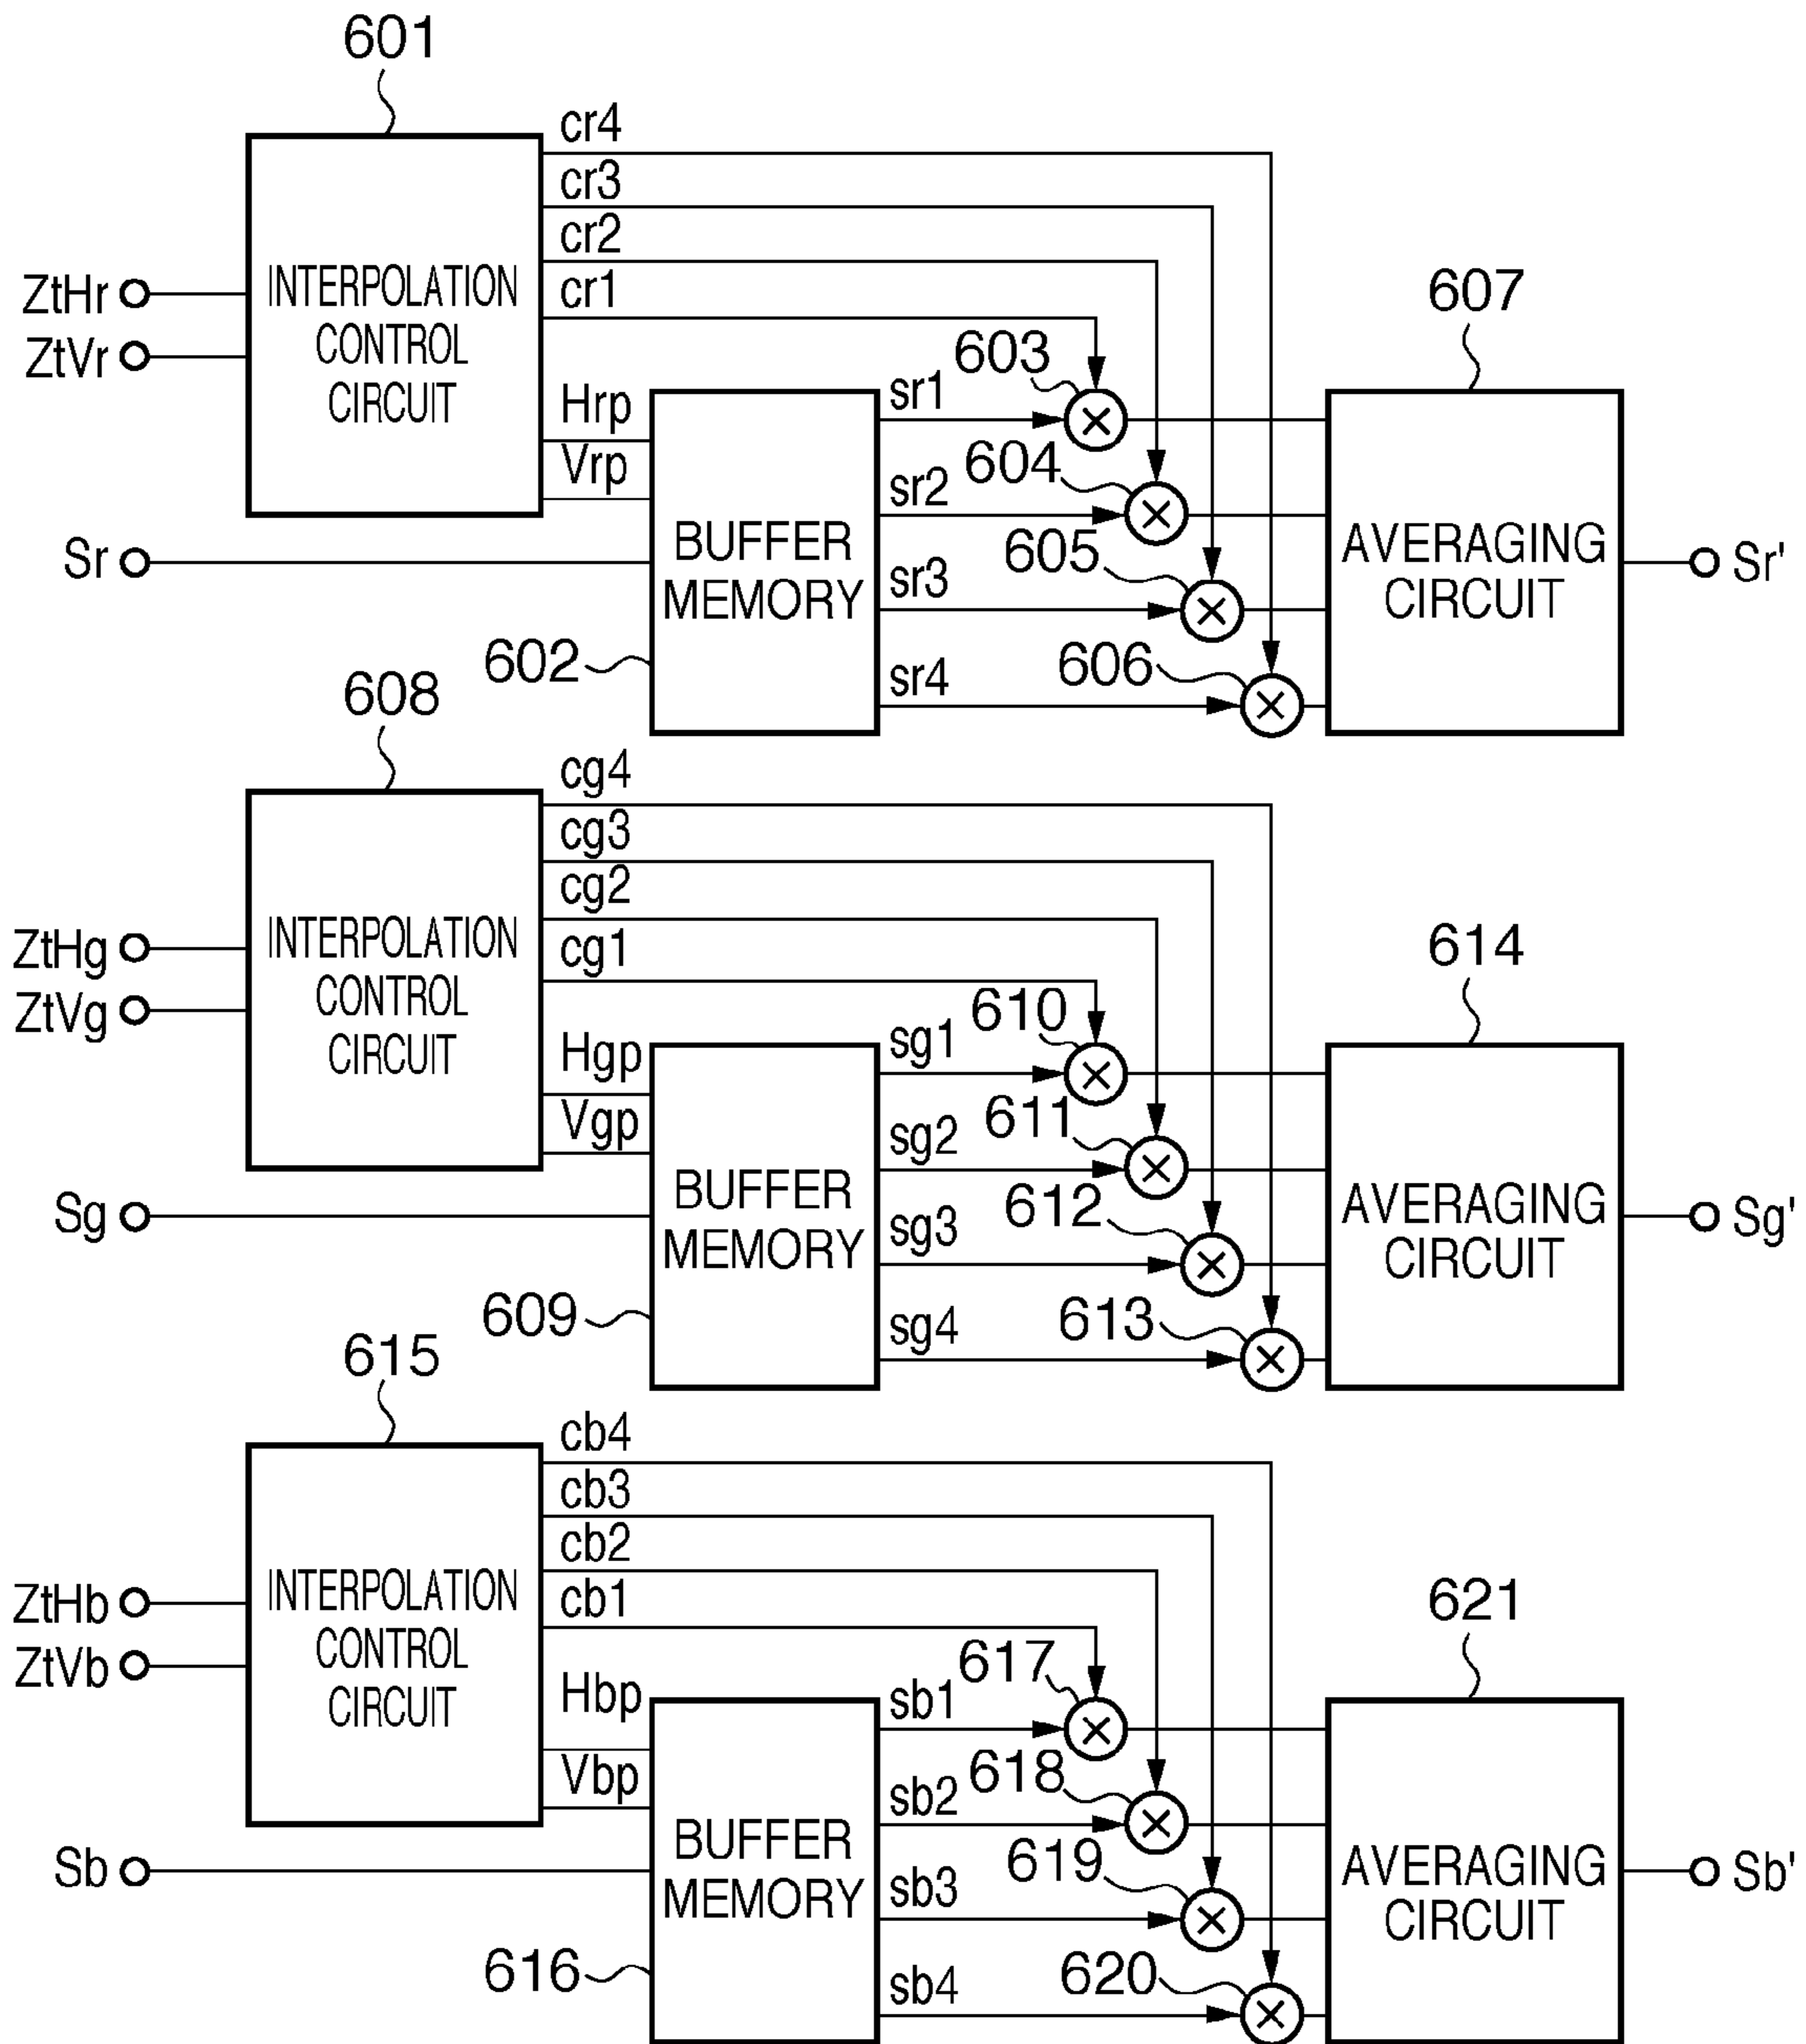 601
cr4
cr3
cr2
cr1
ZtHr
ZtVr
INTERPOLATION
CONTROL
CIRCUIT
607
603
Hrp
Vrp
sr1
604
sr2
605
sr3
606
sr4
Sr
BUFFER
MEMORY
AVERAGING
CIRCUIT
Sr'
602
608
cg4
cg3
cg2
cg1
ZtHg
ZtVg
INTERPOLATION
CONTROL
CIRCUIT
614
610
Hgp
Vgp
sg1
611
sg2
612
sg3
613
sg4
Sg
BUFFER
MEMORY
AVERAGING
CIRCUIT
Sg'
609
615
cb4
cb3
cb2
cb1
ZtHb
ZtVb
INTERPOLATION
CONTROL
CIRCUIT
621
617
Hbp
Vbp
sb1
618
sb2
619
sb3
620
sb4
Sb
BUFFER
MEMORY
AVERAGING
CIRCUIT
Sb'
616